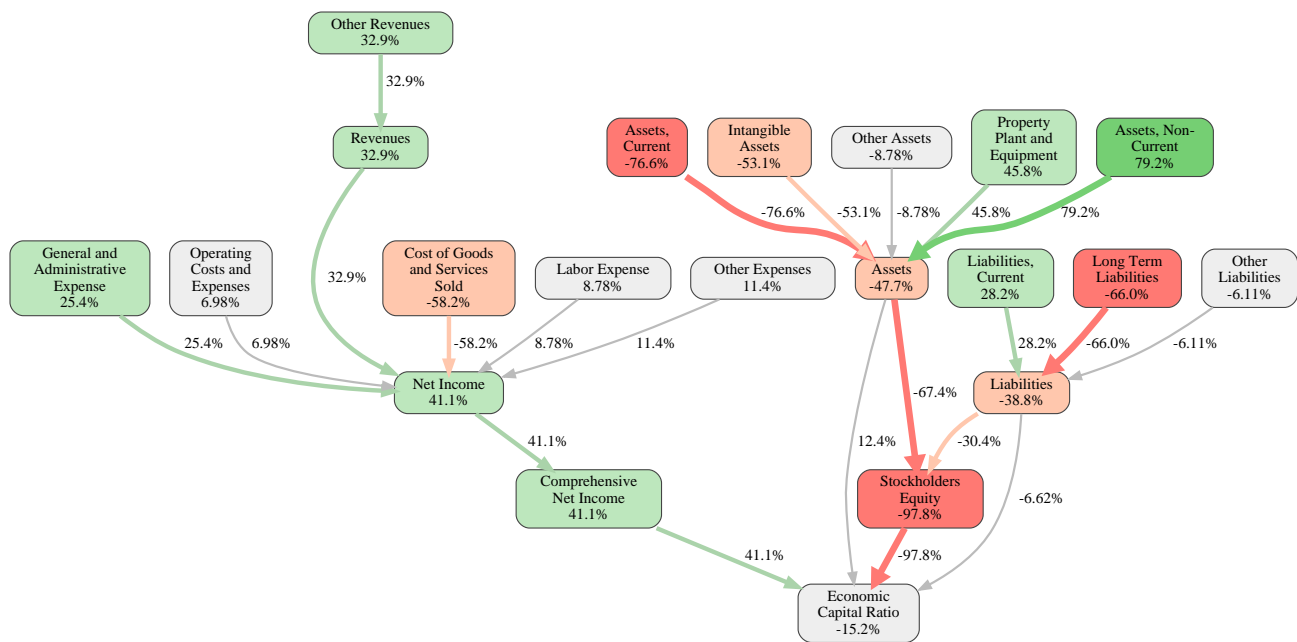 Other Revenues
32.9%
32.9%
Revenues
32.9%
Assets,
Current
-76.6%
Intangible
Assets
-53.1%
Other Assets
-8.78%
Property
Plant and
Equipment
45.8%
Assets, Non-
Current
79.2%
-76.6%
-53.1%
-8.78%
45.8%
79.2%
General and
Administrative
Expense
25.4%
Operating
Costs and
Expenses
6.98%
32.9%
Cost of Goods
and Services
Sold
-58.2%
Labor Expense
8.78%
Other Expenses
11.4%
Assets
-47.7%
Liabilities,
Current
28.2%
Long Term
Liabilities
-66.0%
Other
Liabilities
-6.11%
25.4%
6.98%
-58.2%
8.78%
11.4%
28.2%
-66.0%
-6.11%
Net Income
41.1%
-67.4%
Liabilities
-38.8%
41.1%
12.4%
-30.4%
Comprehensive
Net Income
41.1%
Stockholders
Equity
-97.8%
-6.62%
41.1%
-97.8%
Economic
Capital Ratio
-15.2%